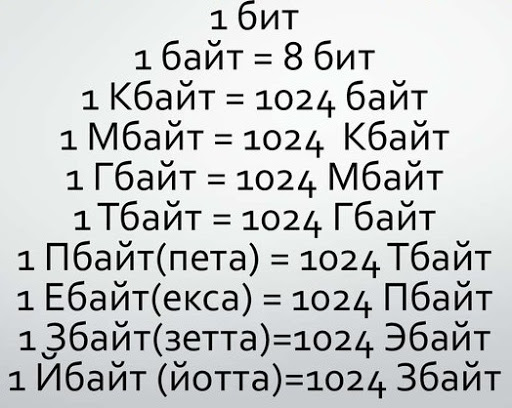 1 бит
1 байт = 8 бит
1 Кбайт = 1024 байт
1 Мбайт = 1024 Кбайт
1 Гбайт = 1024 Мбайт
1 Тбайт = 1024 Гбайт
1 Пбайт(пета) = 1024 Тбайт
1 Ебайт(екса) = 1024 Пбайт
1 Збайт(зетта)=1024 Эбайт
1 Йбайт (йотта)=1024 Збайт